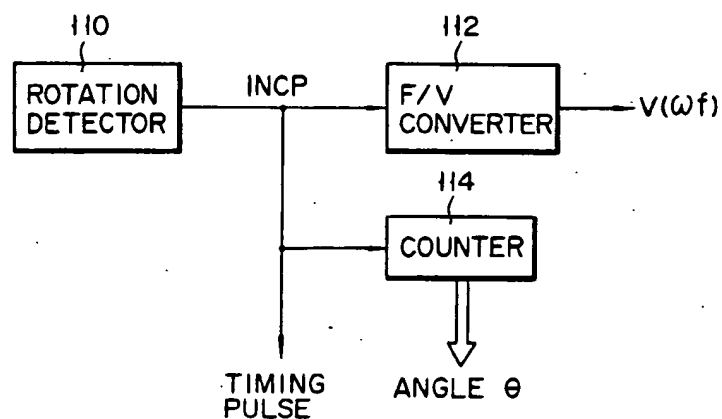 110
ROTATION
DETECTOR
INCP
112
F/V
CONVERTER
V(ωf)
114
COUNTER
TIMING
PULSE
ANGLE θ